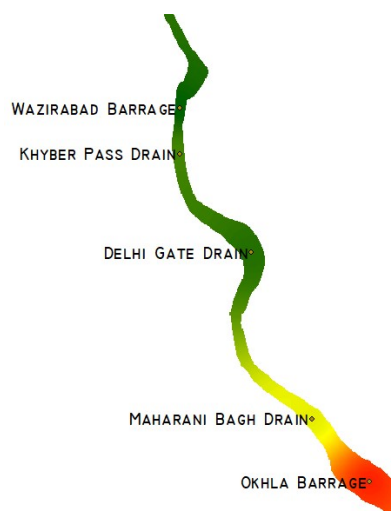 WAZIRABAD BARRAGE
KHYBER PASS DRAIN
DELHI GATE DRAIN
MAHARANI BAGH DRAIN
OKHLA BARRAGE